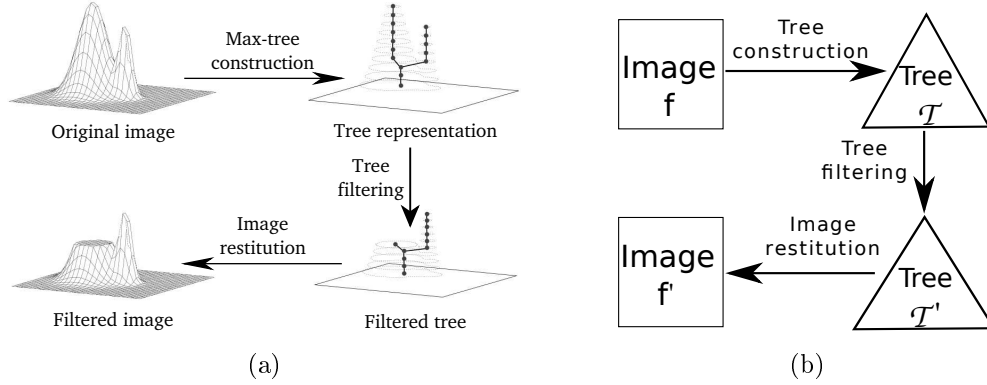 Max-tree
construction
Original image
Tree representation
Tree
filtering
Image
restitution
Filtered image
Filtered tree
(a)
Image
f
Tree
construction
Tree
𝒯
Tree
filtering
Image
f'
Image
restitution
Tree
𝒯'
(b)